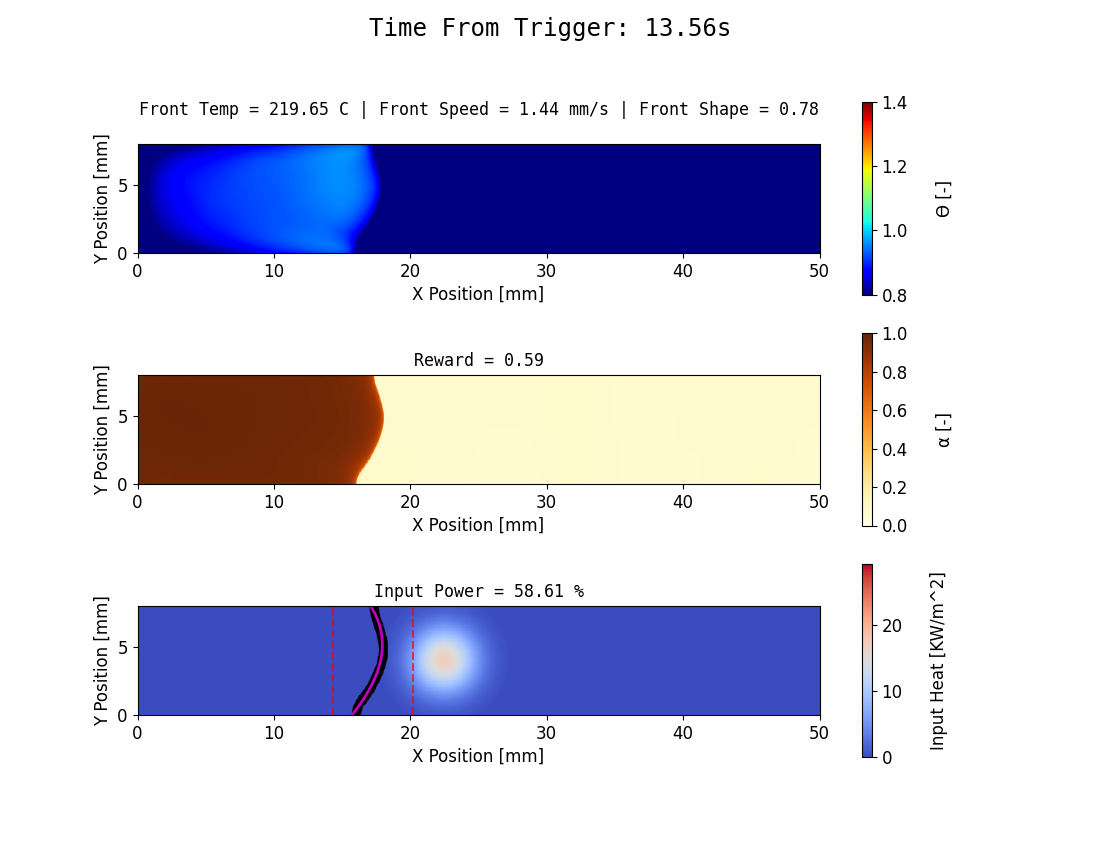 Time From Trigger: 13.56s
Front Temp = 219.65 C | Front Speed = 1.44 mm/s | Front Shape = 0.78
Y Position [mm]
5
0
0 10 20 30 40 50
X Position [mm]
1.4
1.2
1.0
0.8
Θ [-]
Reward = 0.59
Y Position [mm]
5
0
0 10 20 30 40 50
X Position [mm]
1.0
0.8
0.6
0.4
0.2
0.0
α [-]
Input Power = 58.61 %
Y Position [mm]
5
0
0 10 20 30 40 50
X Position [mm]
20
10
0
Input Heat [KW/m^2]